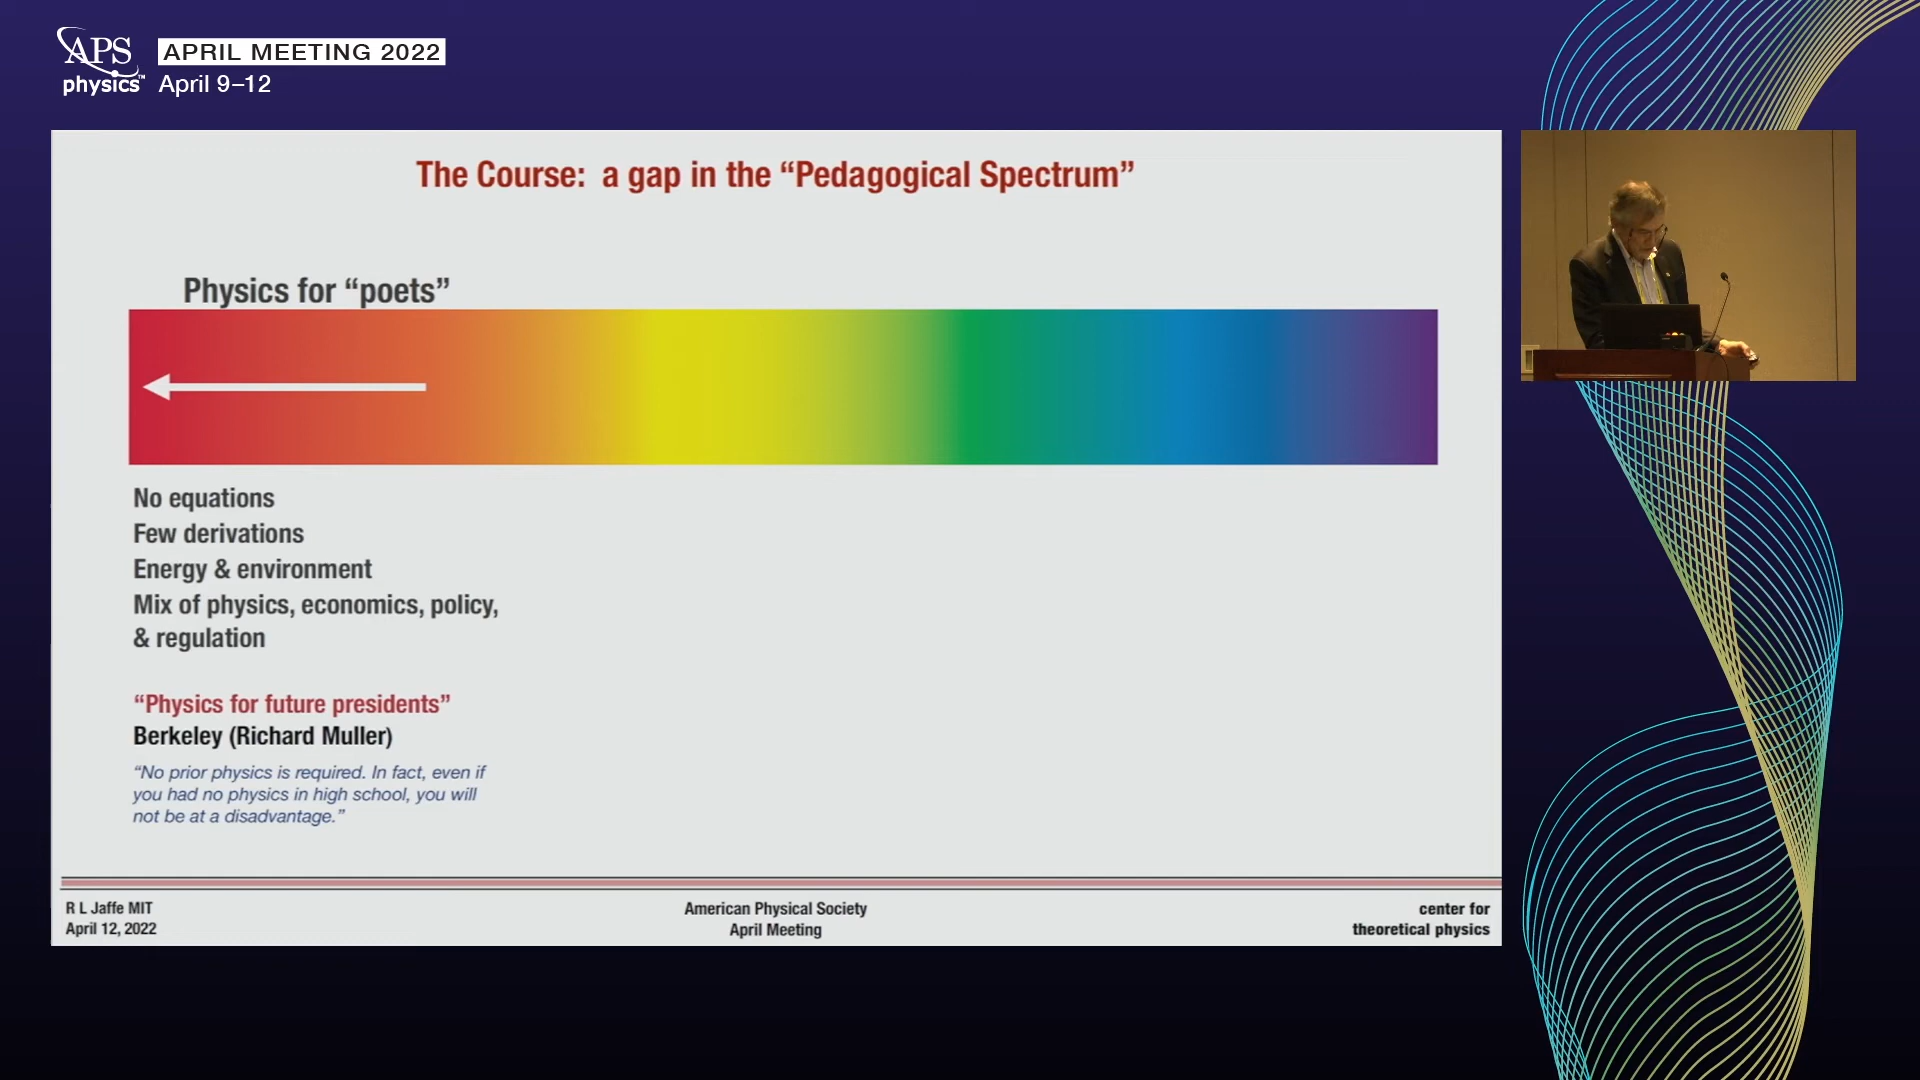 APS
physics™
APRIL MEETING 2022
April 9–12
The Course: a gap in the “Pedagogical Spectrum”
Physics for “poets”
No equations
Few derivations
Energy & environment
Mix of physics, economics, policy,
& regulation
“Physics for future presidents”
Berkeley (Richard Muller)
“No prior physics is required. In fact, even if
you had no physics in high school, you will
not be at a disadvantage.”
R L Jaffe MIT
April 12, 2022
American Physical Society
April Meeting
center for
theoretical physics